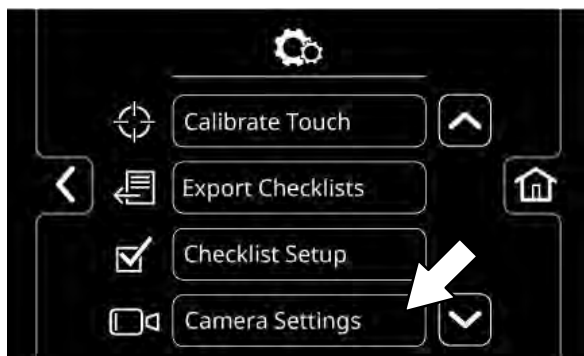 Calibrate Touch
Export Checklists
Checklist Setup
Camera Settings